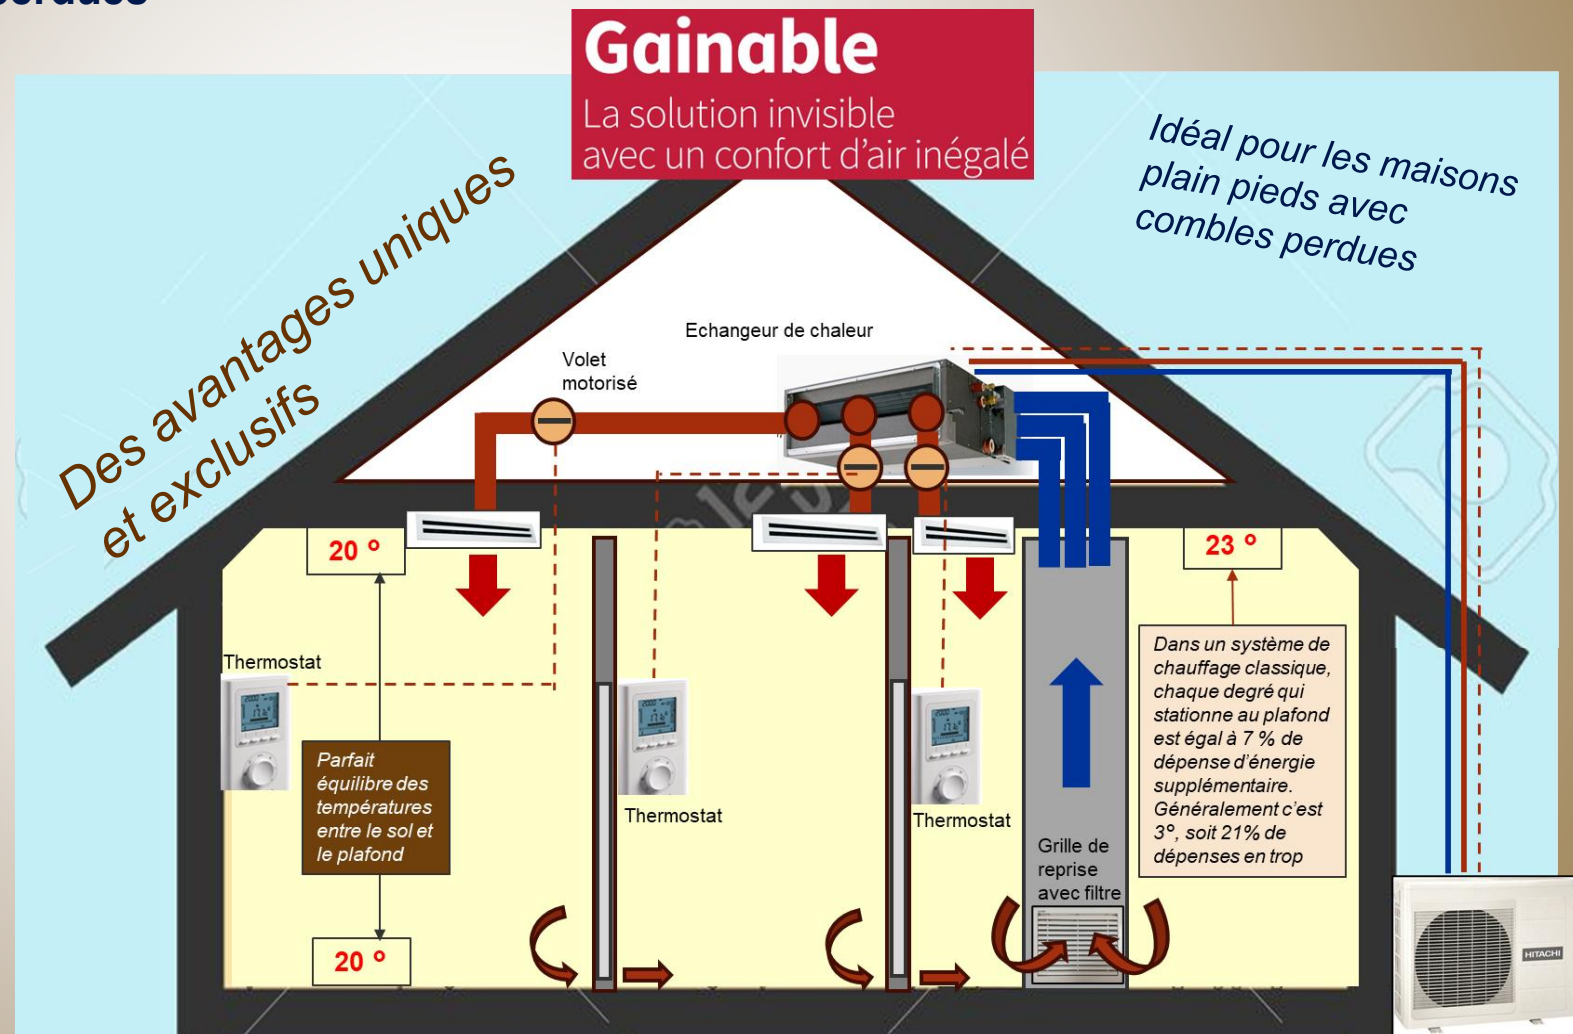 Gainable
La solution invisible
avec un confort d'air inégalé
Des avantages uniques
et exclusifs
Idéal pour les maisons
plain pieds avec
combles perdues
Echangeur de chaleur
Volet
motorisé
20 °
23 °
Thermostat
Parfait
équilibre des
températures
entre le sol et
le plafond
20 °
Thermostat
Thermostat
Grille de
reprise
avec filtre
Dans un système de
chauffage classique,
chaque degré qui
stationne au plafond
est égal à 7 % de
dépense d'énergie
supplémentaire.
Généralement c'est
3°, soit 21% de
dépenses en trop
HITACHI